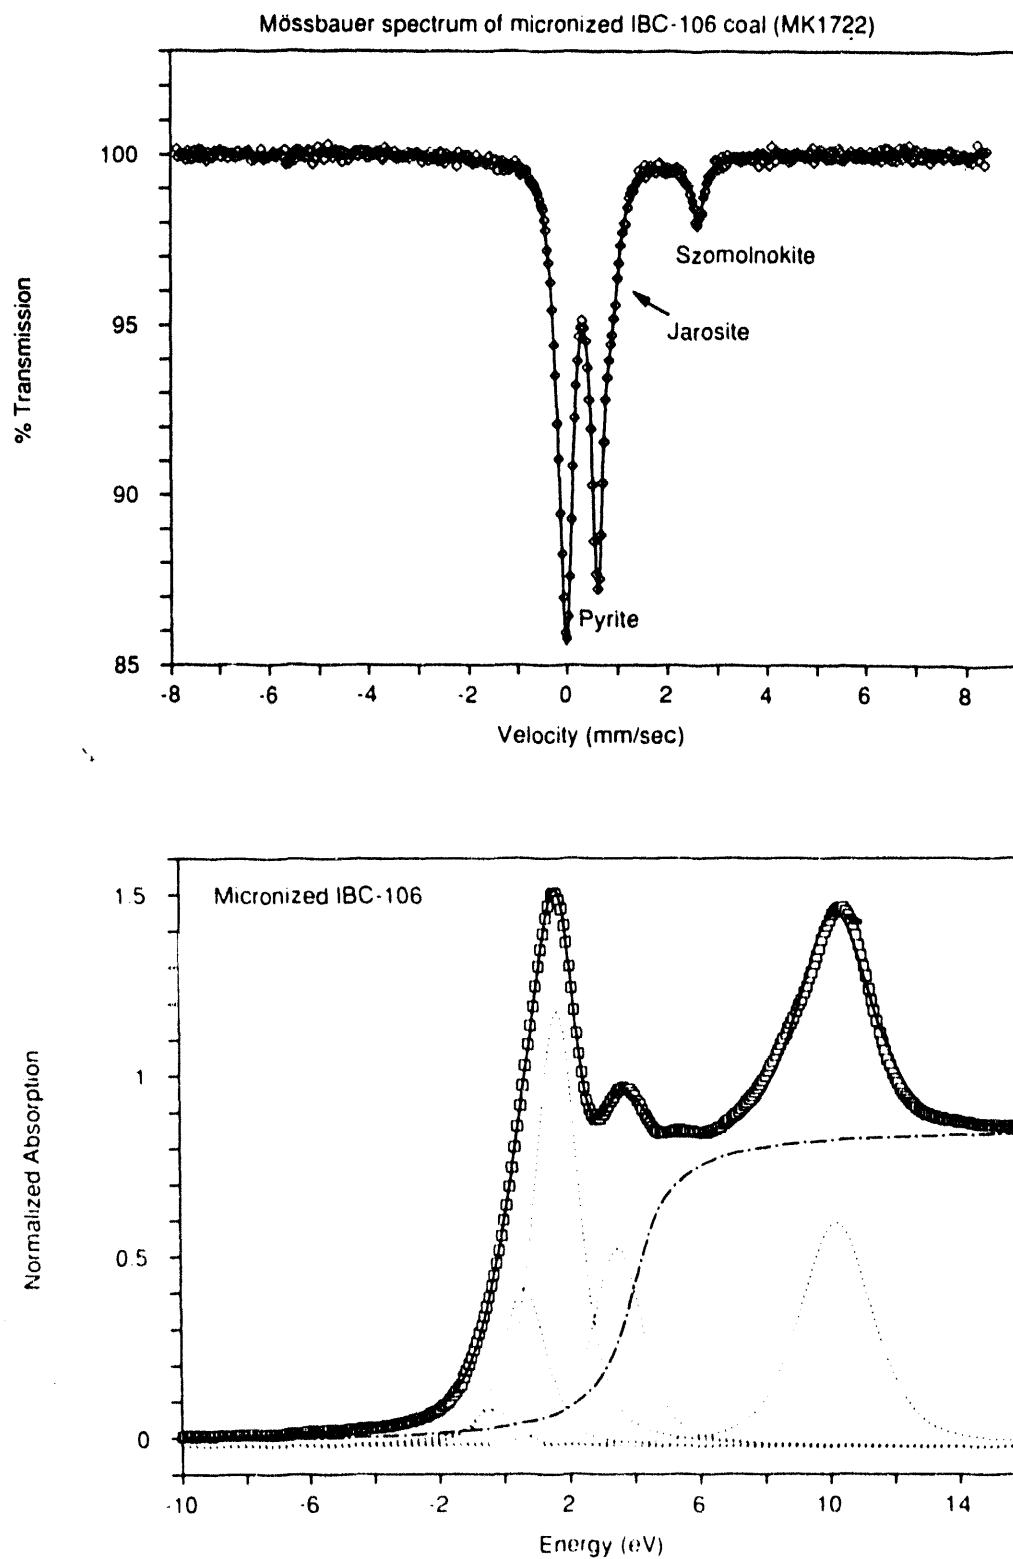 Mössbauer spectrum of micronized IBC-106 coal (MK1722)
100
95
90
85
% Transmission
Szomolnokite
Jarosite
Pyrite
-8 -6 -4 -2 0 2 4 6 8
Velocity (mm/sec)
Micronized IBC-106
1.5
1
0.5
0
Normalized Absorption
-10 -6 -2 2 6 10 14
Energy (eV)